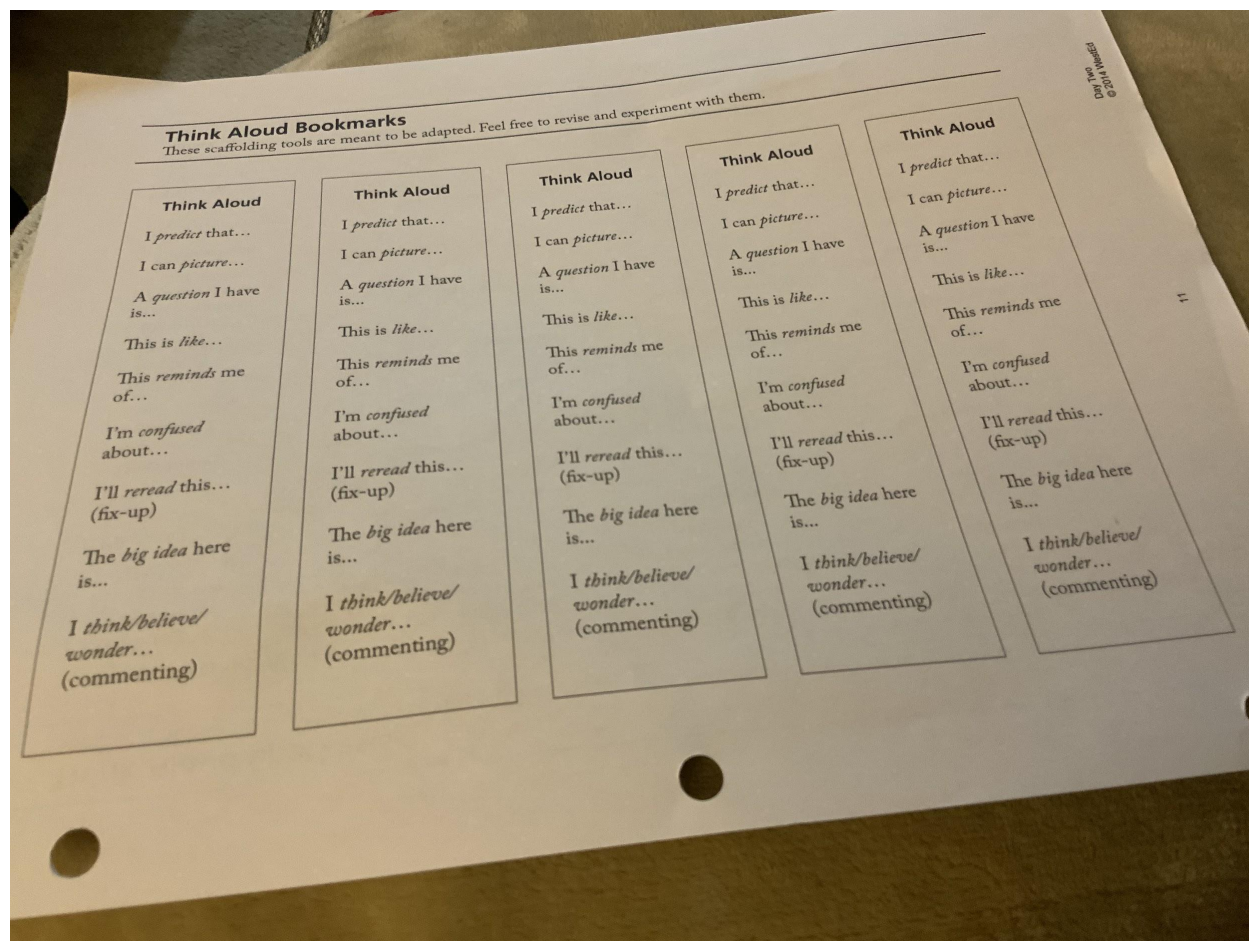 Day Two
© 2014 WestEd
Think Aloud Bookmarks
These scaffolding tools are meant to be adapted. Feel free to revise and experiment with them.
Think Aloud
I predict that…
I can picture…
A question I have
is…
This is like…
This reminds me
of…
I'm confused
about…
I'll reread this…
(fix-up)
The big idea here
is…
I think/believe/
wonder…
(commenting)
Think Aloud
I predict that…
I can picture…
A question I have
is…
This is like…
This reminds me
of…
I'm confused
about…
I'll reread this…
(fix-up)
The big idea here
is…
I think/believe/
wonder…
(commenting)
Think Aloud
I predict that…
I can picture…
A question I have
is…
This is like…
This reminds me
of…
I'm confused
about…
I'll reread this…
(fix-up)
The big idea here
is…
I think/believe/
wonder…
(commenting)
Think Aloud
I predict that…
I can picture…
A question I have
is…
This is like…
This reminds me
of…
I'm confused
about…
I'll reread this…
(fix-up)
The big idea here
is…
I think/believe/
wonder…
(commenting)
Think Aloud
I predict that…
I can picture…
A question I have
is…
This is like…
This reminds me
of…
I'm confused
about…
I'll reread this…
(fix-up)
The big idea here
is…
I think/believe/
wonder…
(commenting)
11